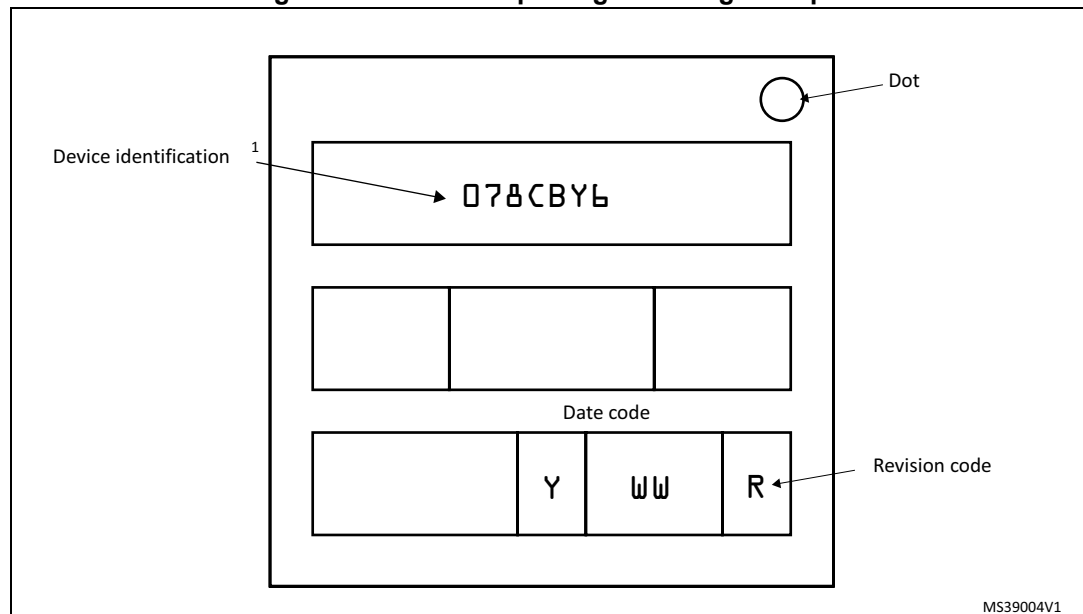 Dot
Device identification 1
078CBY6
Date code
Y WW R
Revision code
MS39004V1